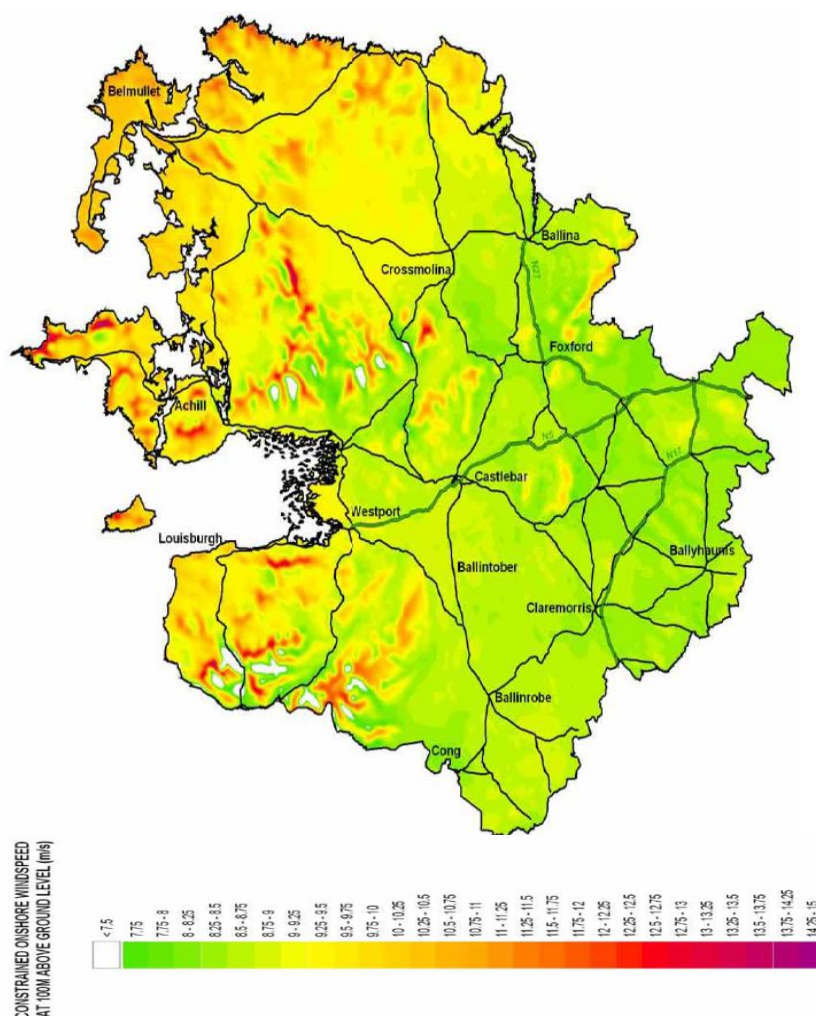 Belmullet
Ballina
Crossmolina
N27
Foxford
Achill
N5
N17
Castlebar
Westport
Louisburgh
Ballyhaunis
Ballintober
Claremorris
Ballinrobe
Cong
CONSTRAINED ONSHORE WINDSPEED
AT 100M ABOVE GROUND LEVEL (m/s)
<7.5
7.75
7.75 - 8
8 - 8.25
8.25 - 8.5
8.5 - 8.75
8.75 - 9
9 - 9.25
9.25 - 9.5
9.5 - 9.75
9.75 - 10
10 - 10.25
10.25 - 10.5
10.5 - 10.75
10.75 - 11
11 - 11.25
11.25 - 11.5
11.5 - 11.75
11.75 - 12
12 - 12.25
12.25 - 12.5
12.5 - 12.75
12.75 - 13
13 - 13.25
13.25 - 13.5
13.5 - 13.75
13.75 - 14.25
14.25 - 15